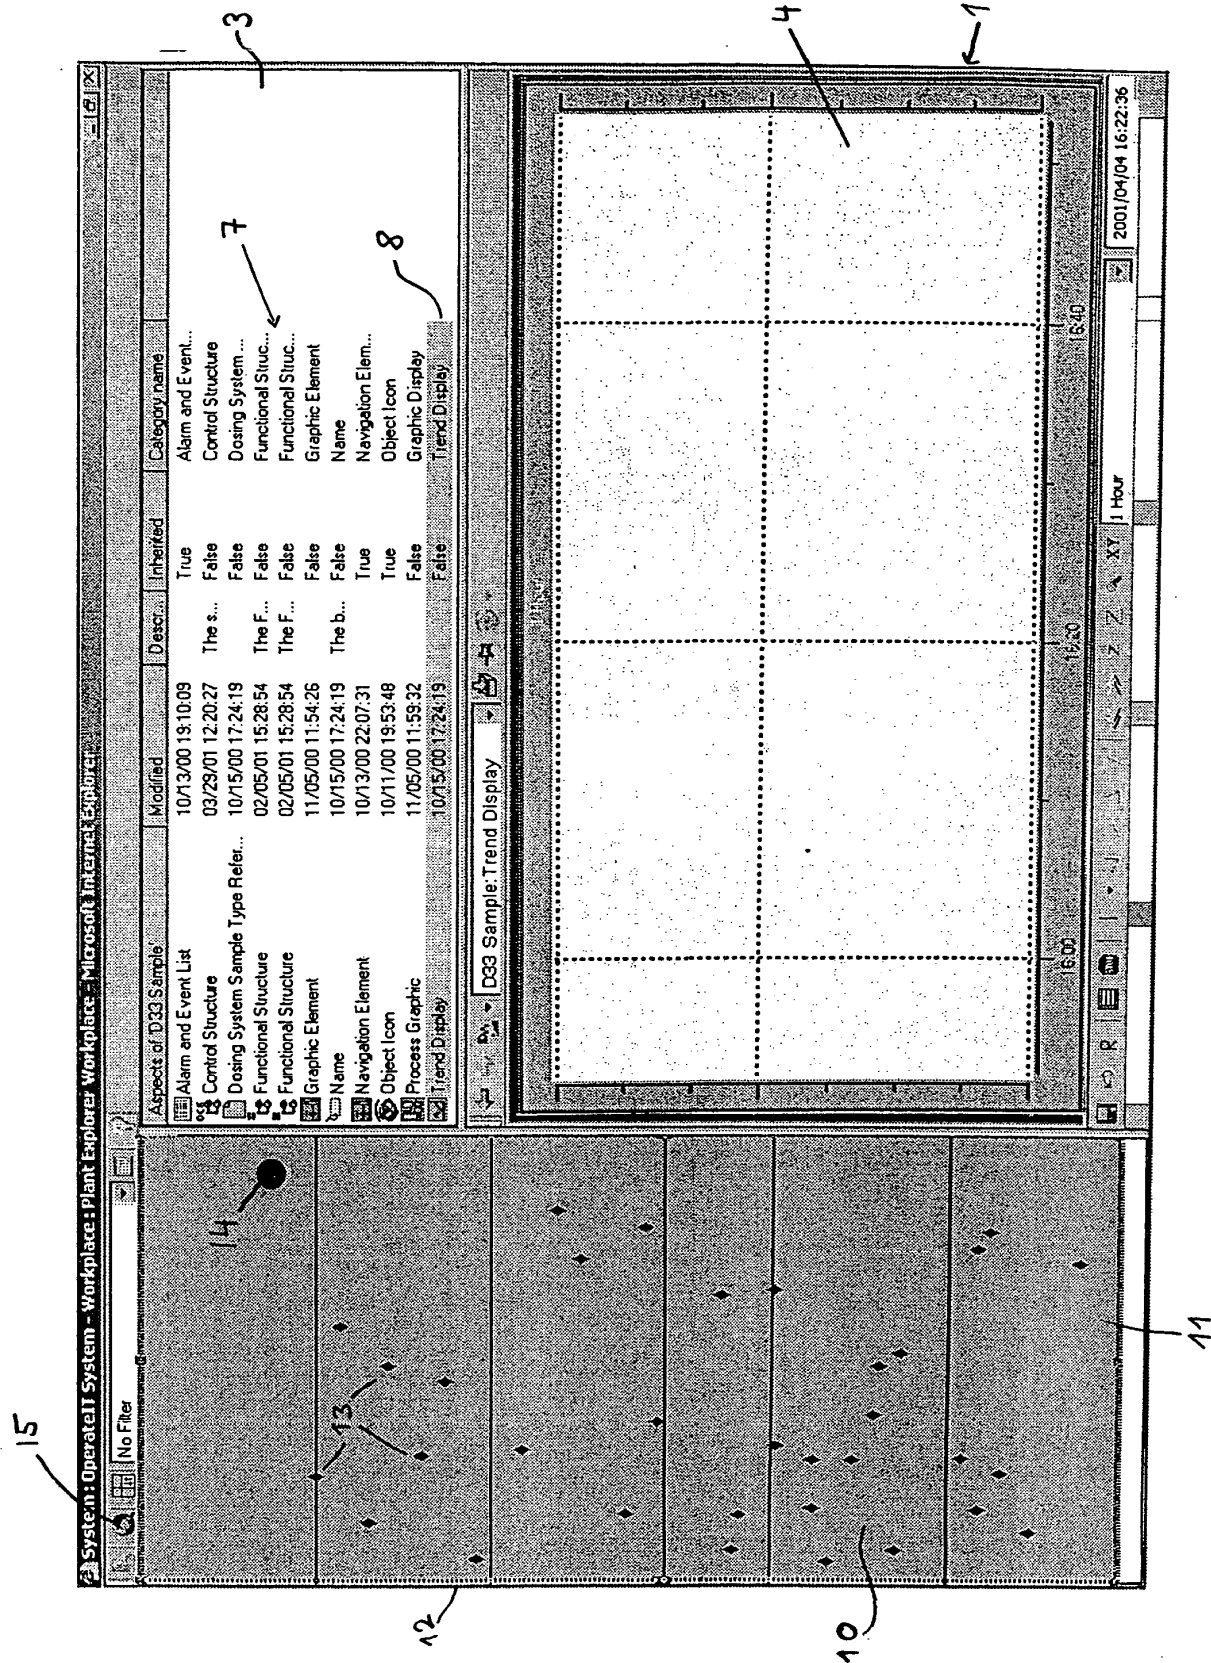 System : OperateIT System - Workplace : Plant Explorer Workplace - Microsoft Internet Explorer
15
No Filter
Aspects of 'D33 Sample' Modified Descr... Inherited Category name
Alarm and Event List 10/13/00 19:10:09 True Alarm and Event...
Control Structure 03/29/01 12:20:27 The s... False Control Structure
Dosing System Sample Type Refer... 10/15/00 17:24:19 False Dosing System ...
Functional Structure 02/05/01 15:28:54 The F... False Functional Struc...
Functional Structure 02/05/01 15:28:54 The F... False Functional Struc...
Graphic Element 11/05/00 11:54:26 False Graphic Element
Name 10/15/00 17:24:19 The b... False Name
Navigation Element 10/13/00 22:07:31 True Navigation Elem...
Object Icon 10/11/00 19:53:48 True Object Icon
Process Graphic 11/05/00 11:59:32 False Graphic Display
Trend Display 10/15/00 17:24:19 False Trend Display
3
7
8
14
13
12
D33 Sample:Trend Display
4
10
11
16:00 16:20 16:40
R XY 1 Hour 2001/04/04 16:22:36
1